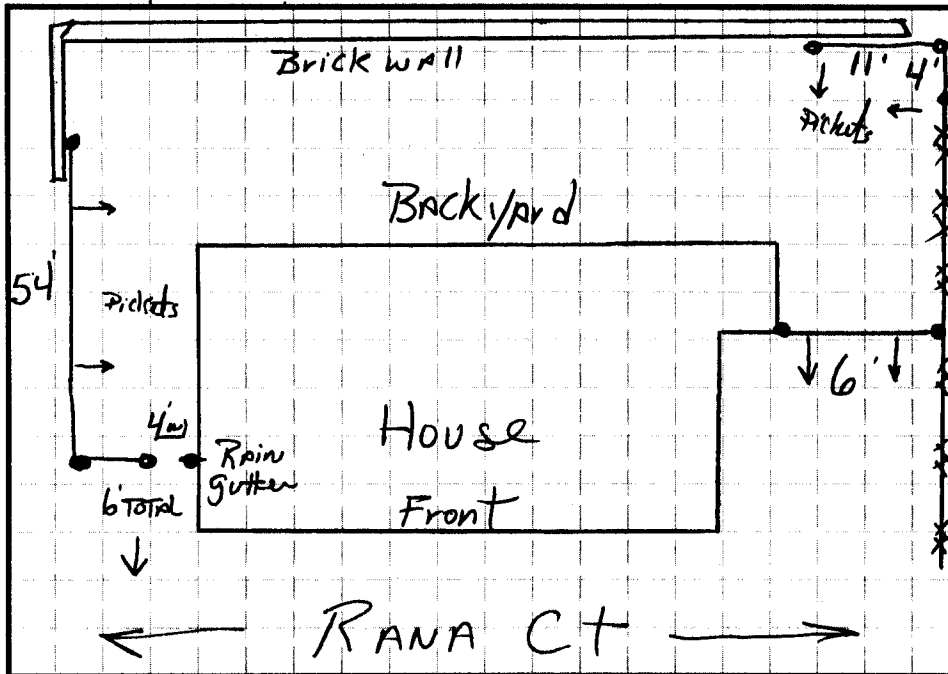 Brick wall
11' 4'
Pickets
Backyard
54'
Pickets
6'
4'
House
Rain
gutter
6' TOTAL
Front
RANA Ct